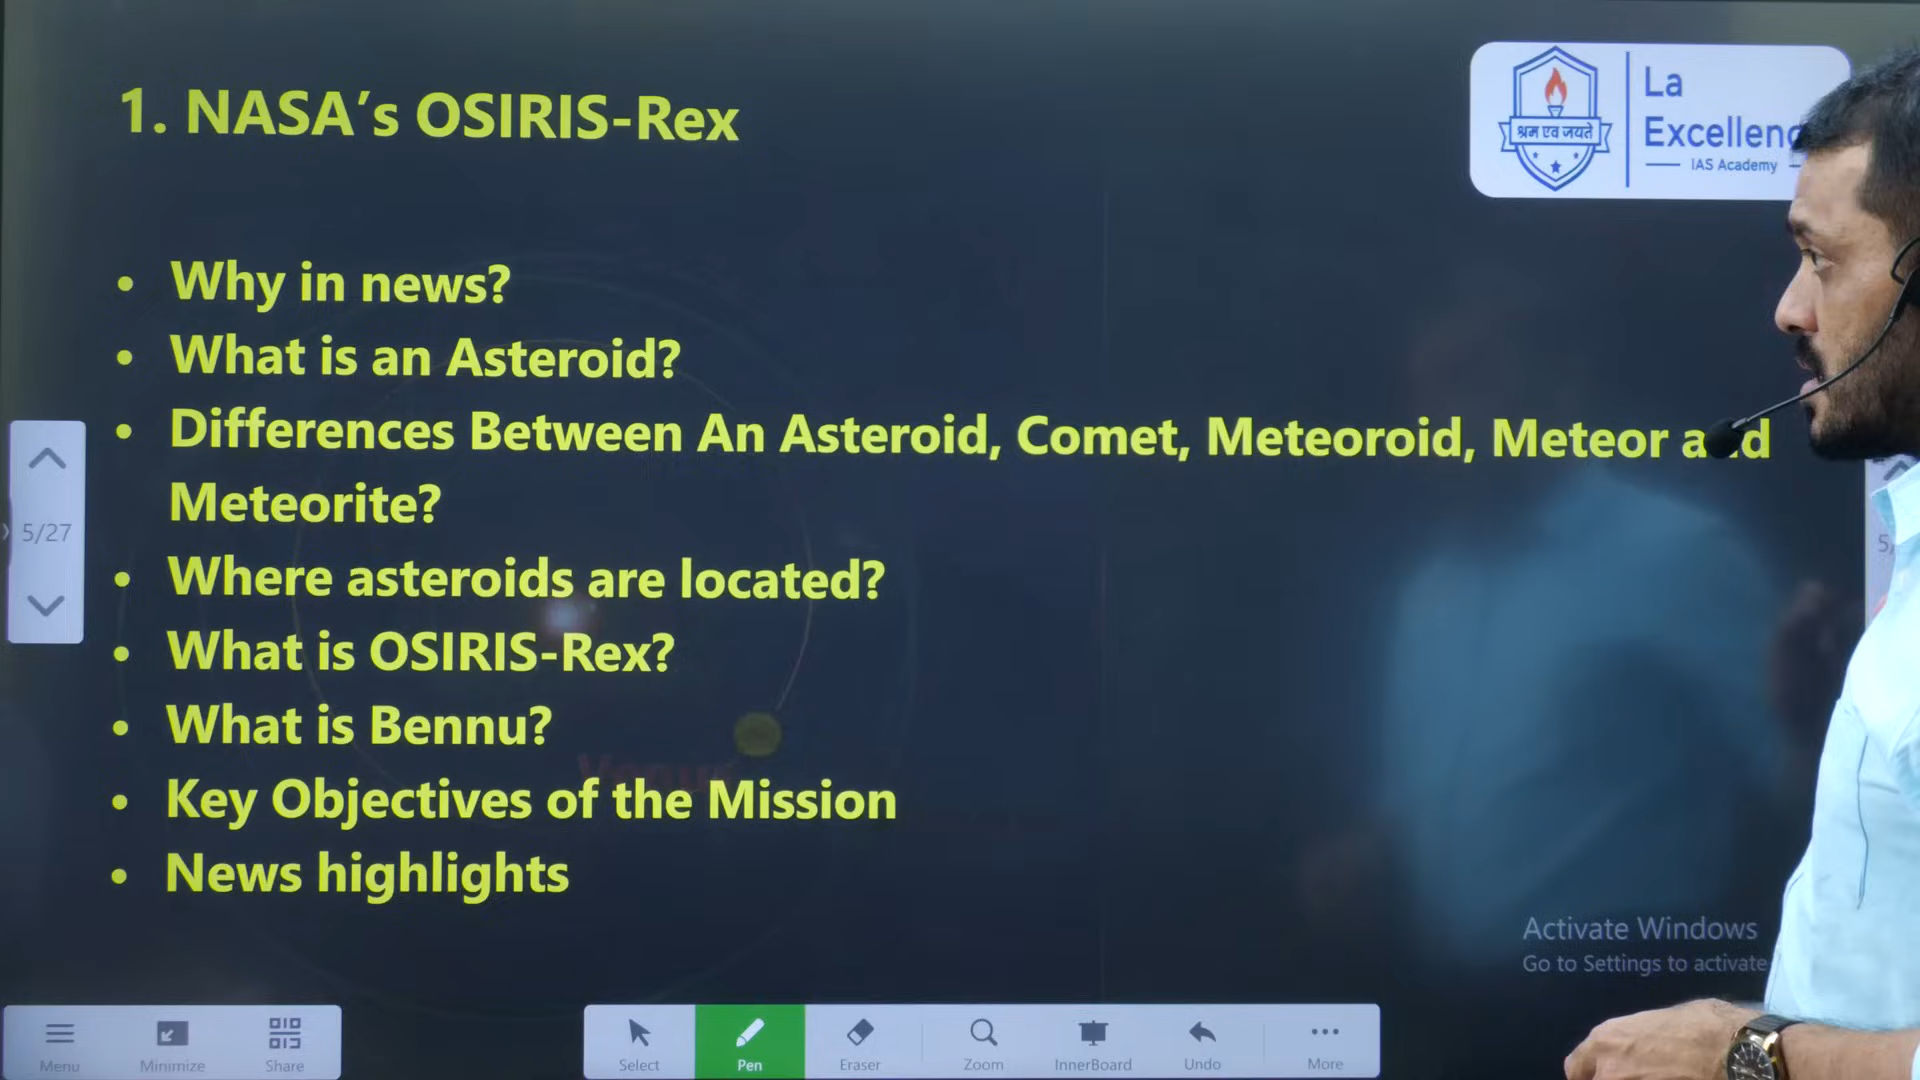 1. NASA's OSIRIS-Rex
La
IAS Academy
श्रम एव जयते
• Why in news?
• What is an Asteroid?
• Differences Between An Asteroid, Comet, Meteoroid, Meteor
Meteorite?
• Where asteroids are located?
• What is OSIRIS-Rex?
• What is Bennu?
• Key Objectives of the Mission
• News highlights
5/27
Activate Windows
Go to Settings to activate
Menu
Minimize
Share
Select
Pen
Eraser
Zoom
InnerBoard
Undo
More